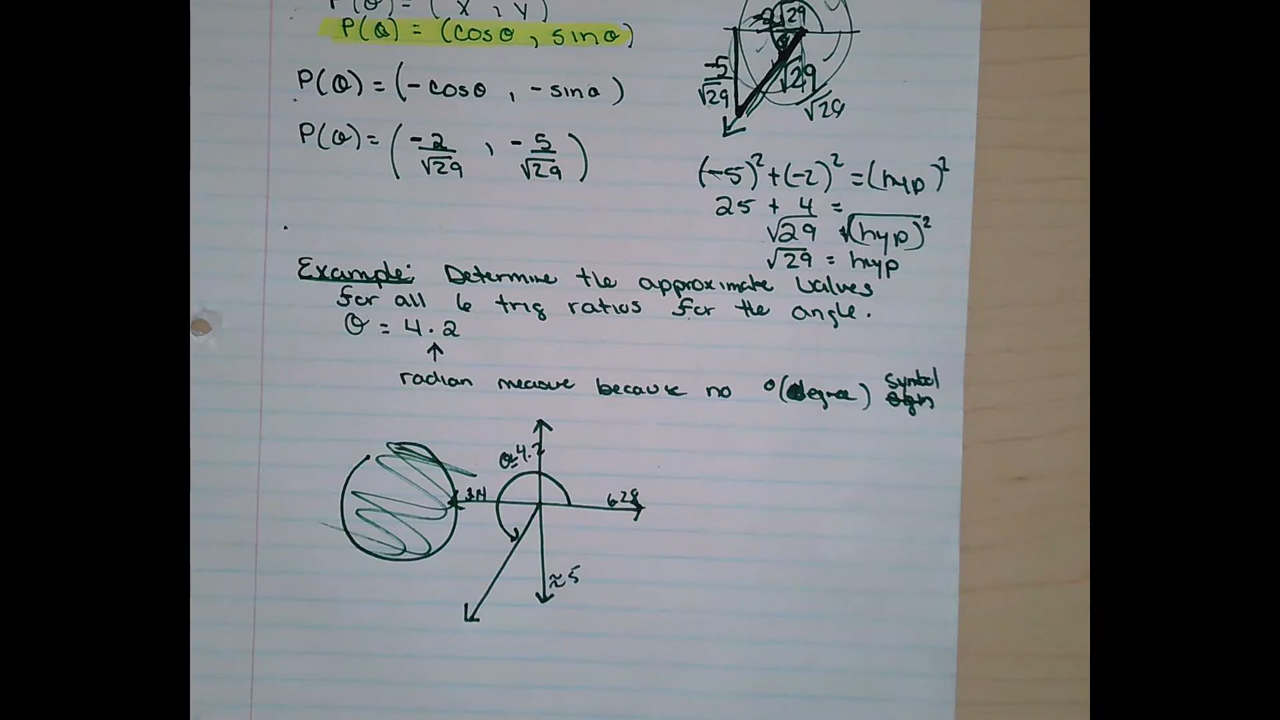 P(θ) = (x, y)
P(θ) = (cosθ, sinθ)
P(θ) = (-cosθ, -sinθ)
P(θ) = (-2/√29, -5/√29)
√29
-5/√29
√29
√29
(-5)² + (-2)² = (hyp)²
25 + 4 =
√29 √(hyp)²
√29 = hyp
Example: Determine the approximate values
for all 6 trig ratios for the angle.
θ = 4.2
↑
radian measure because no °(degree) symbol
θ=4.2
3.14
6.28
≈5